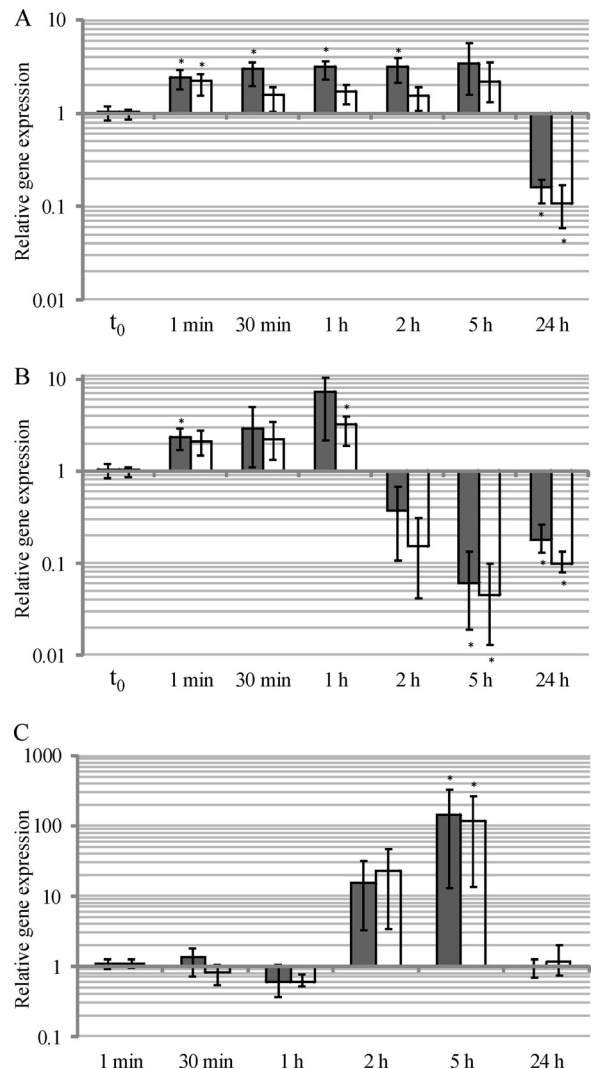 A
Relative gene expression
10
1
0.1
0.01
* * * * * * * *
t0 1 min 30 min 1 h 2 h 5 h 24 h
B
Relative gene expression
10
1
0.1
0.01
* * * * * *
t0 1 min 30 min 1 h 2 h 5 h 24 h
C
Relative gene expression
1000
100
10
1
0.1
* *
1 min 30 min 1 h 2 h 5 h 24 h